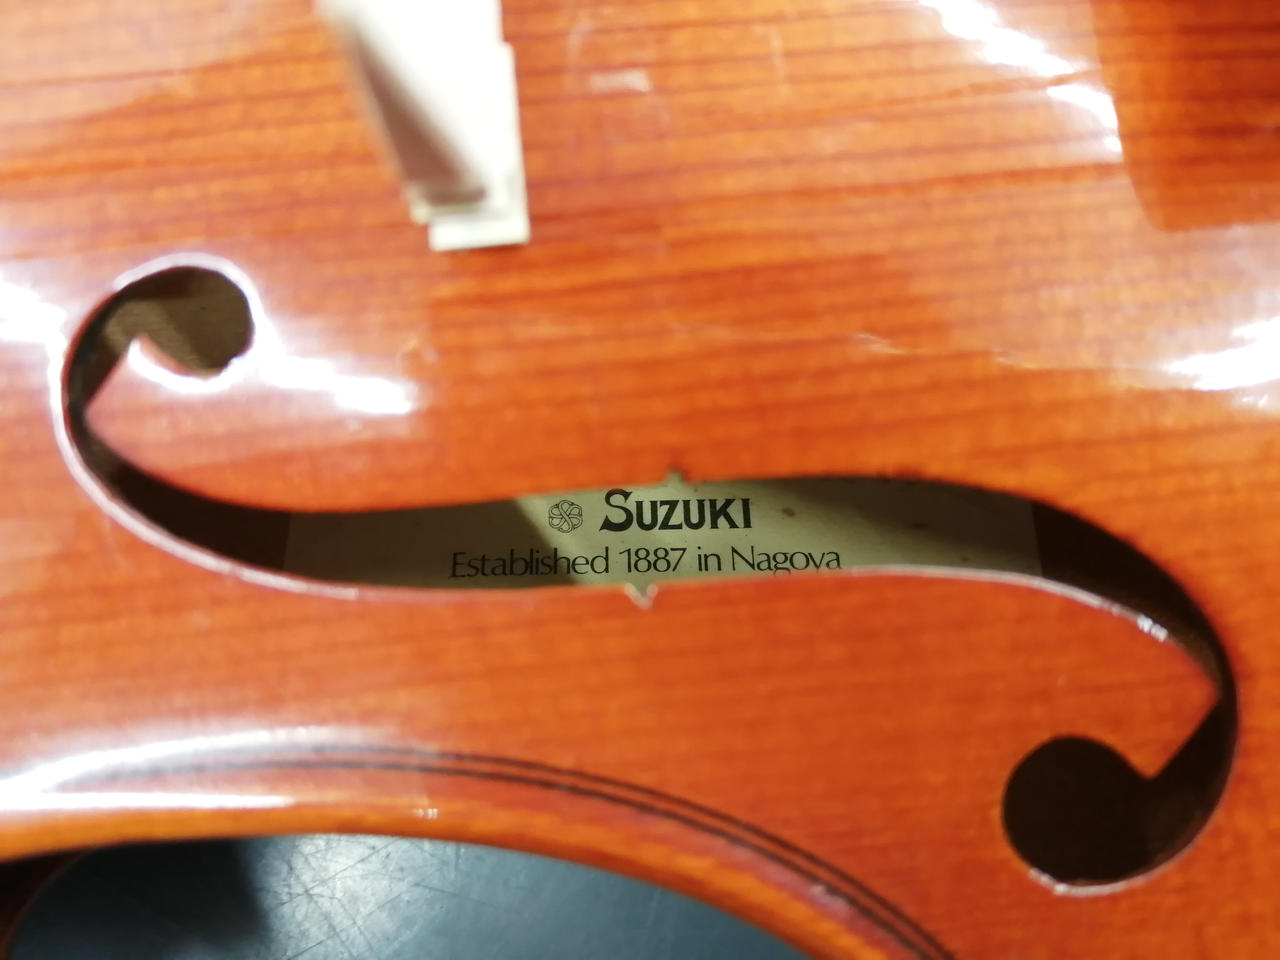 SUZUKI
Established 1887 in Nagoya